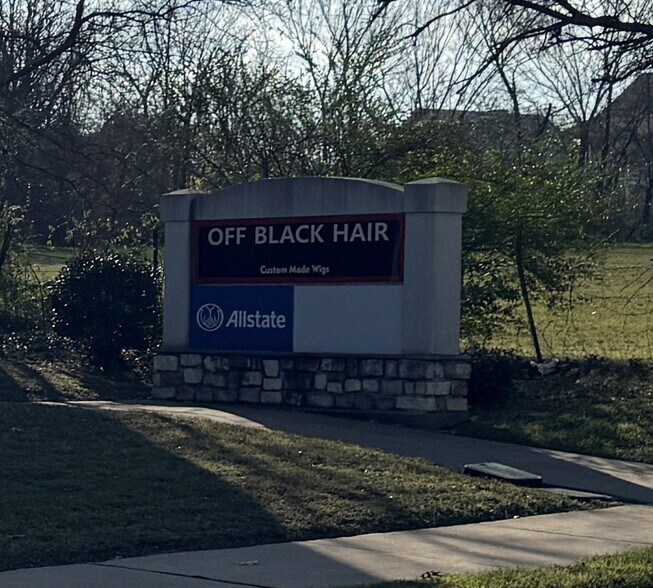 OFF BLACK HAIR
Custom Made Wigs
Allstate